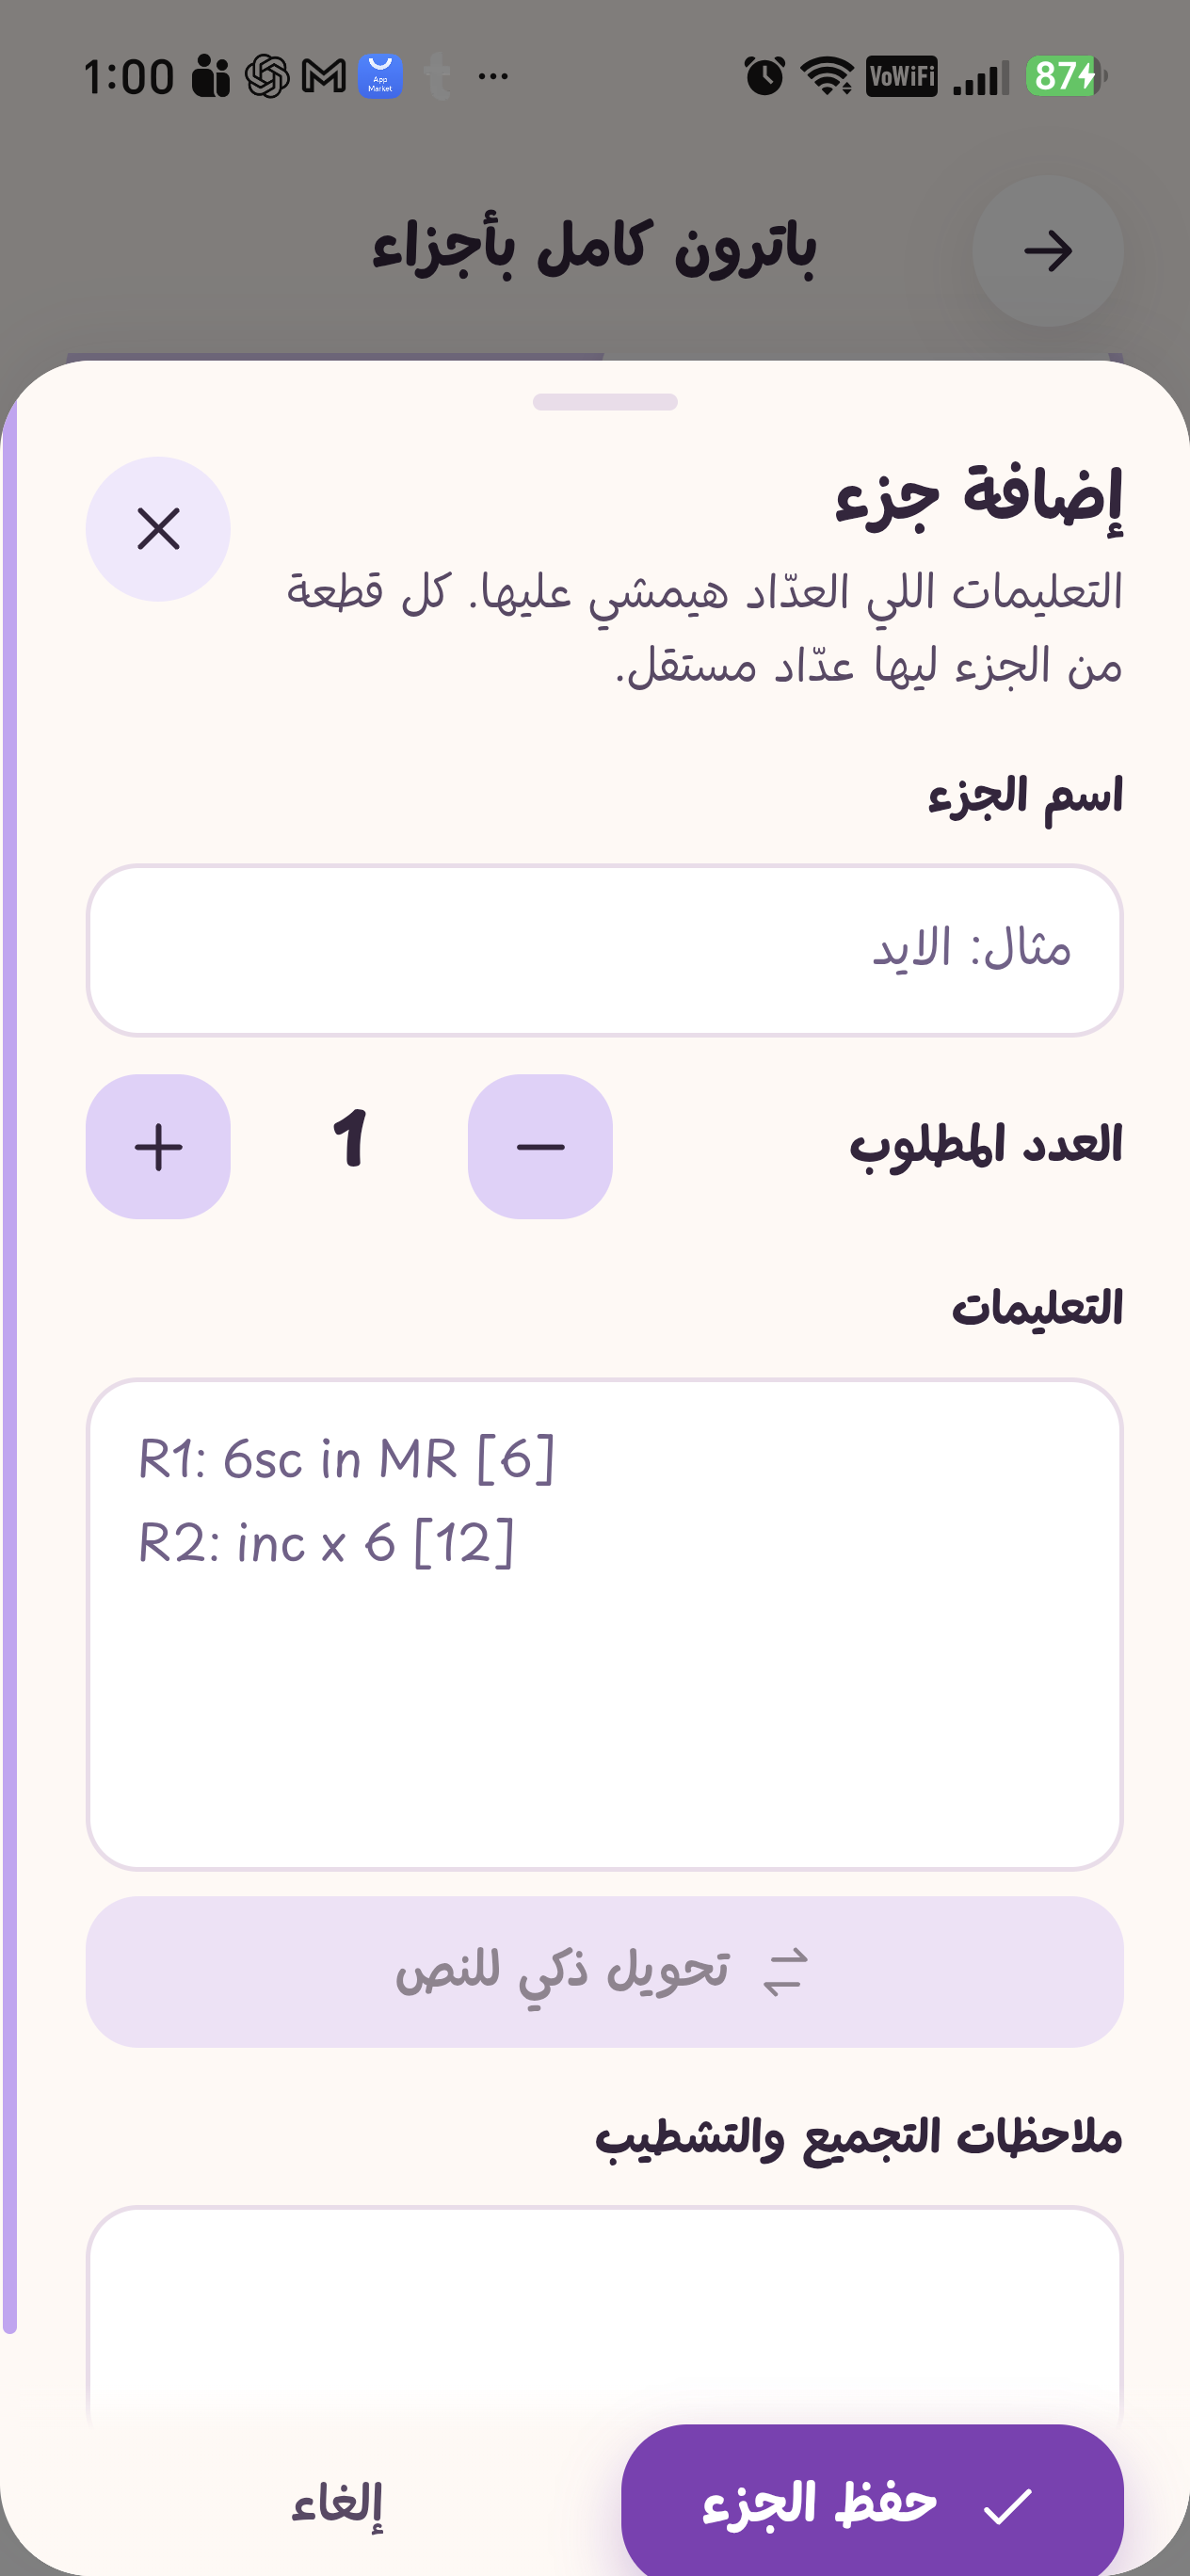 1:00
App Market
t
...
VoWiFi
87
باترون كامل بأجزاء
إضافة جزء
التعليمات اللي العدّاد هيمشي عليها. كل قطعة
من الجزء ليها عدّاد مستقل.
اسم الجزء
مثال: الايد
العدد المطلوب
1
التعليمات
R1: 6sc in MR [6]
R2: inc x 6 [12]
تحويل ذكي للنص
ملاحظات التجميع والتشطيب
حفظ الجزء
إلغاء